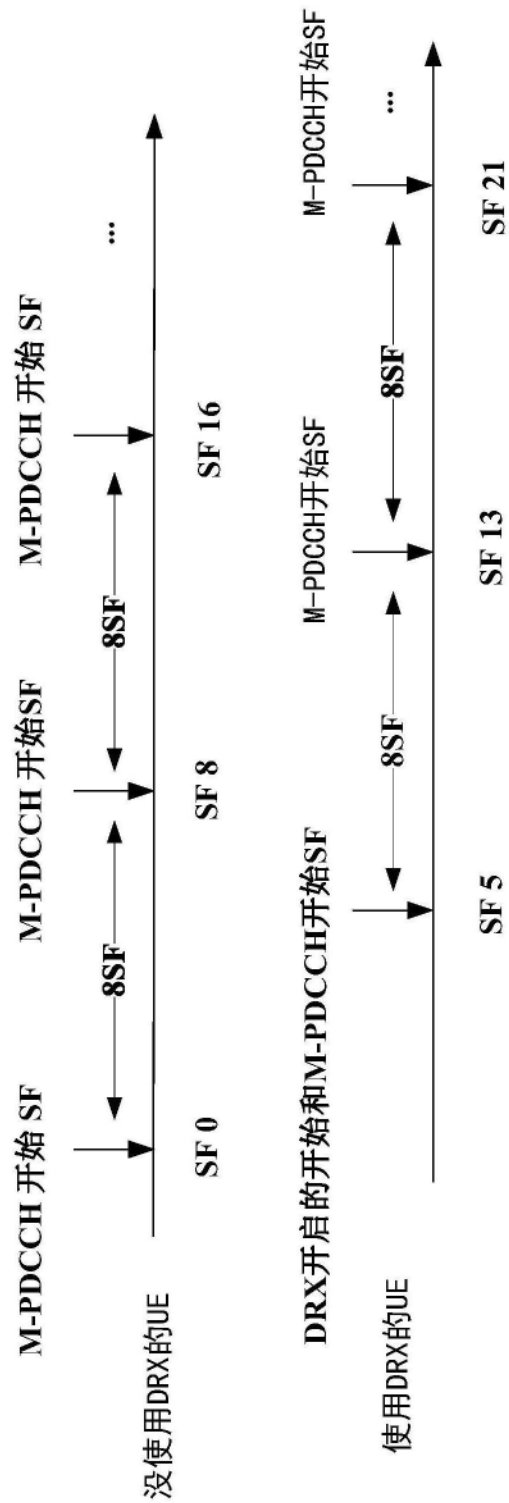 M-PDCCH 开始 SF
M-PDCCH 开始SF
M-PDCCH 开始 SF
8SF
8SF
...
没使用DRX的UE
SF 0
SF 8
SF 16
DRX开启的开始和M-PDCCH开始SF
M-PDCCH开始SF
M-PDCCH开始SF
8SF
8SF
...
使用DRX的UE
SF 5
SF 13
SF 21